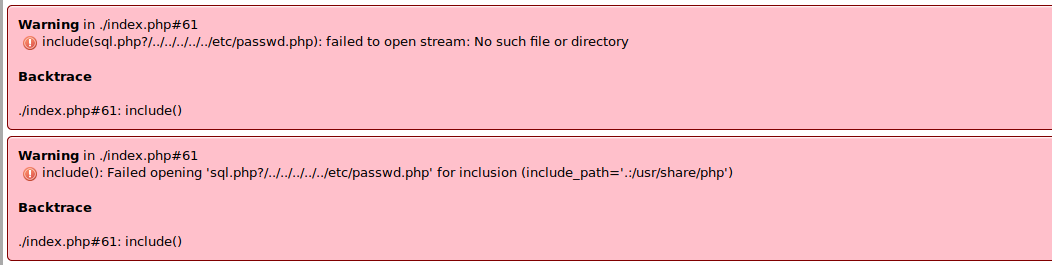 Warning in ./index.php#61
include(sql.php?/../../../../../etc/passwd.php): failed to open stream: No such file or directory
Backtrace
./index.php#61: include()
Warning in ./index.php#61
include(): Failed opening 'sql.php?/../../../../../etc/passwd.php' for inclusion (include_path='.:/usr/share/php')
Backtrace
./index.php#61: include()